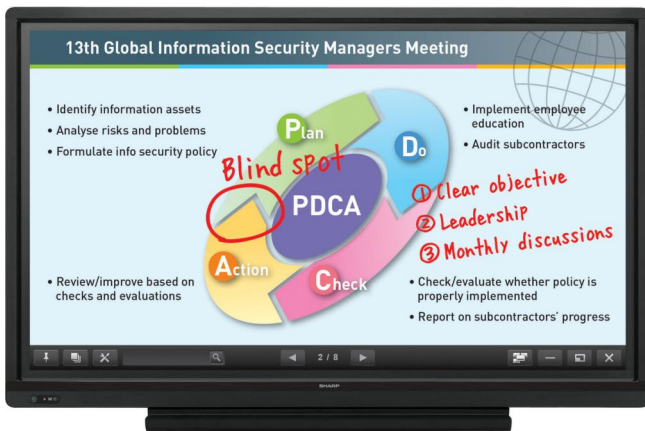 13th Global Information Security Managers Meeting
• Identify information assets
• Analyse risks and problems
• Formulate info security policy
• Implement employee
education
• Audit subcontractors
Plan
Do
Blind spot
PDCA
① Clear objective
② Leadership
③ Monthly discussions
Action
Check
• Review/improve based on
checks and evaluations
• Check/evaluate whether policy is
properly implemented
• Report on subcontractors' progress
2 / 8
SHARP